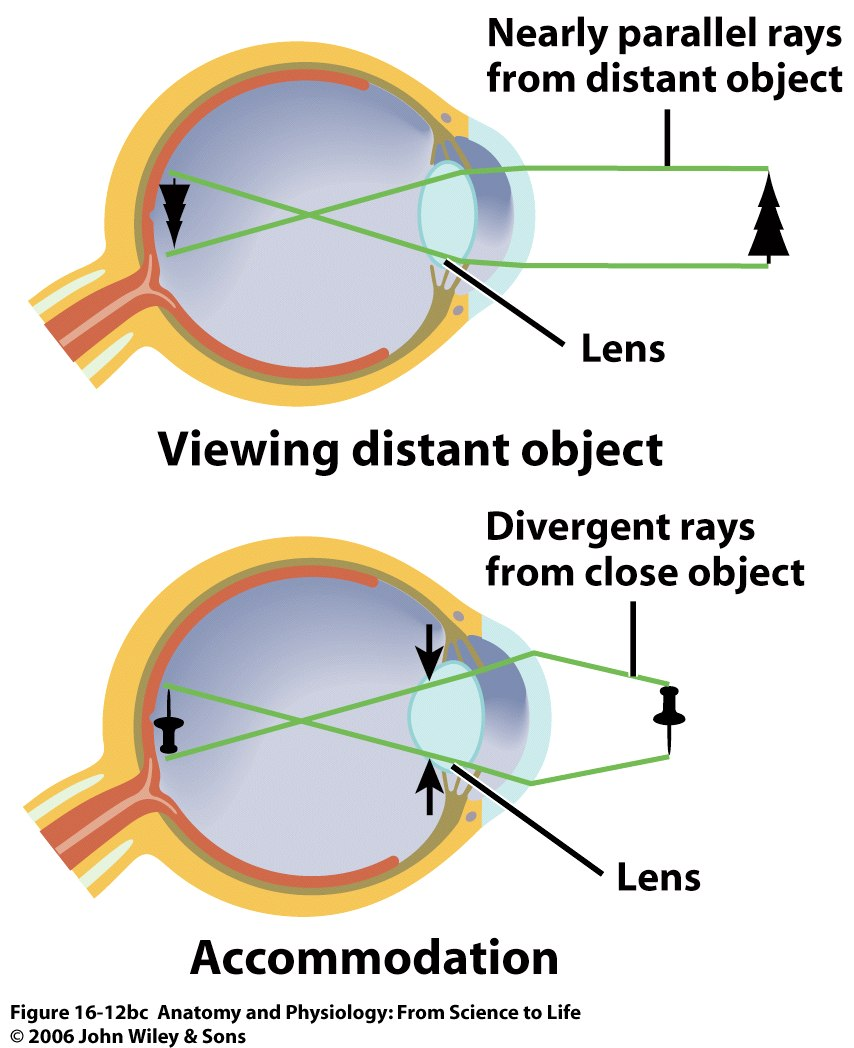 Nearly parallel rays
from distant object
Lens
Viewing distant object
Divergent rays
from close object
Lens
Accommodation
Figure 16-12bc Anatomy and Physiology: From Science to Life
© 2006 John Wiley & Sons